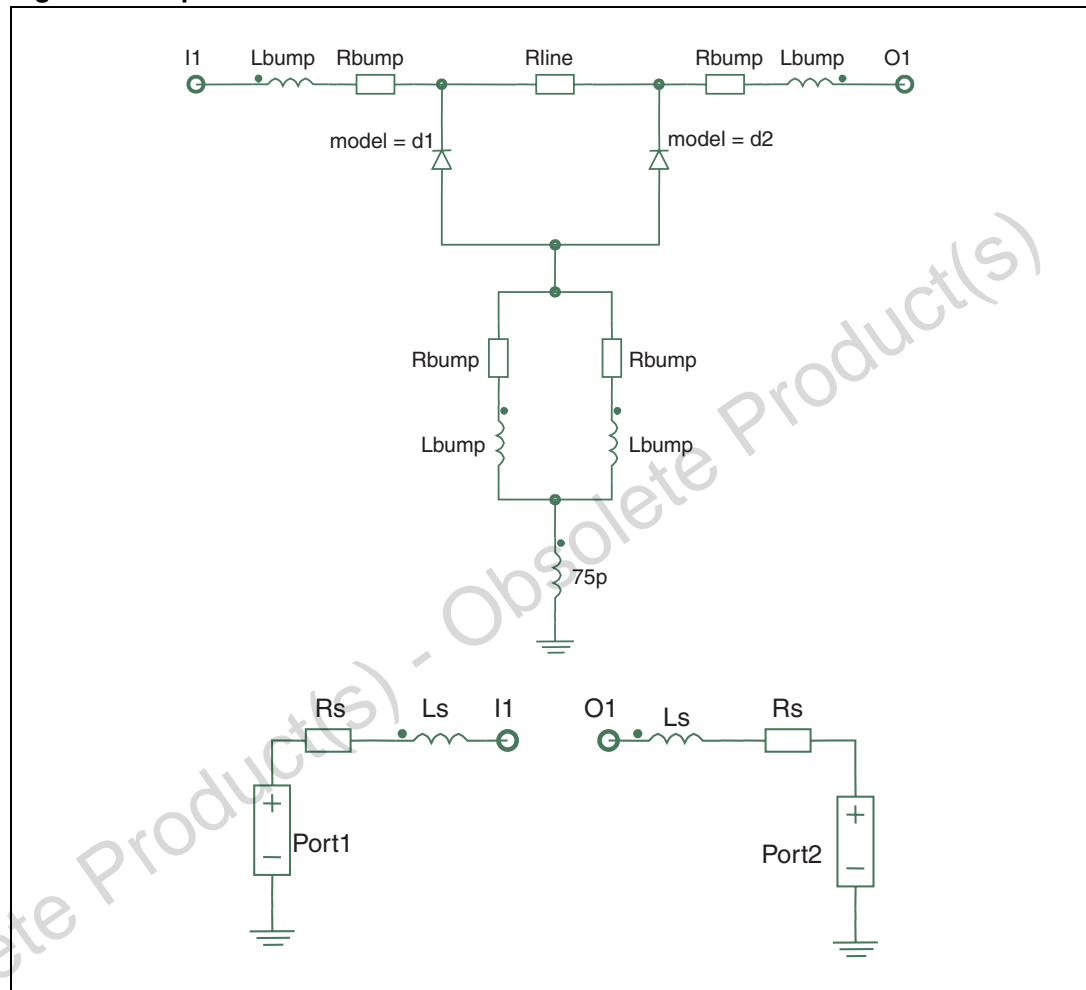 I1 Lbump Rbump Rline Rbump Lbump O1
model = d1 model = d2
Rbump Rbump
Lbump Lbump
75p
Rs Ls I1 O1 Ls Rs
+ +
Port1 Port2
− −
ete Product(s) - Obsolete Product(s)